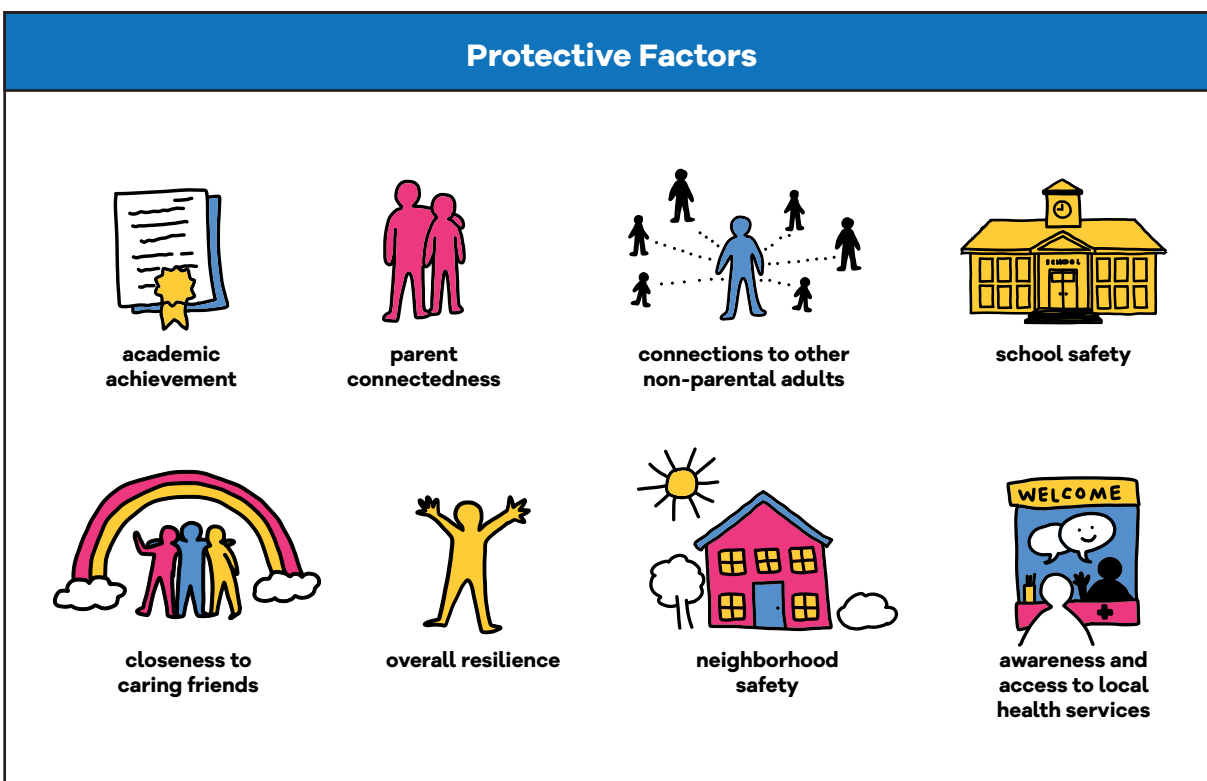 Protective Factors
academic
achievement
parent
connectedness
connections to other
non-parental adults
SCHOOL
school safety
closeness to
caring friends
overall resilience
neighborhood
safety
WELCOME
awareness and
access to local
health services